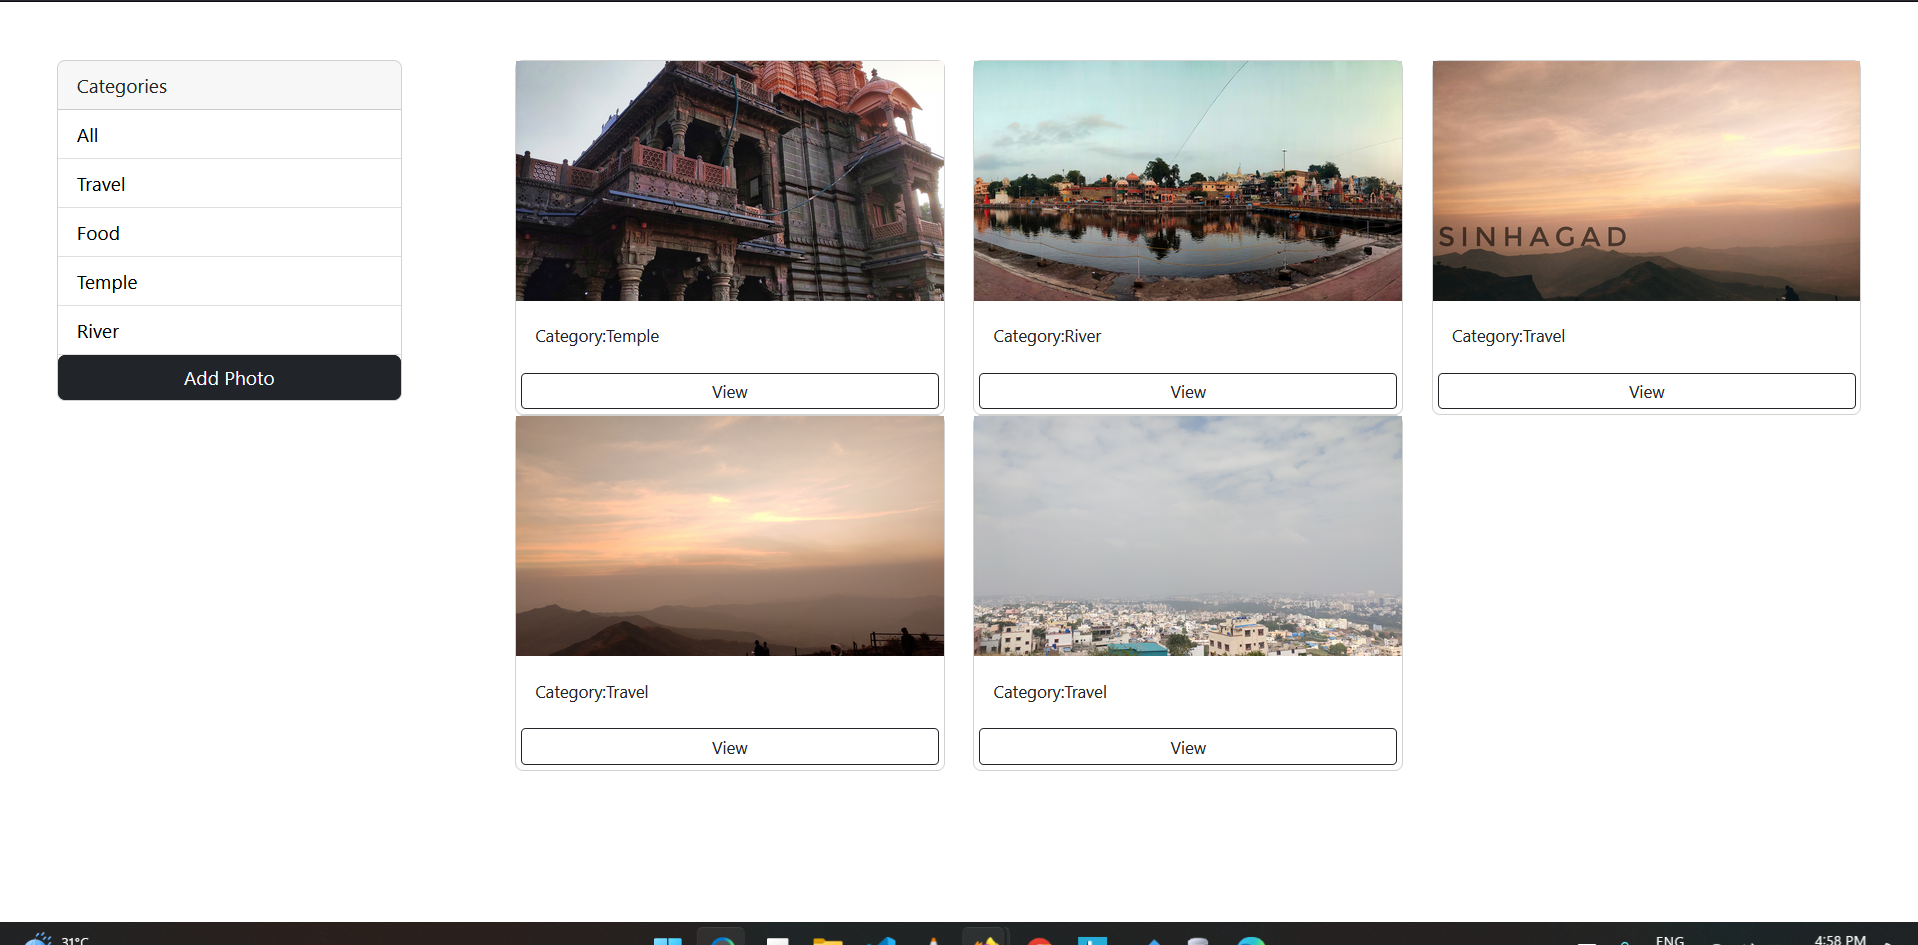 Categories
All
Travel
Food
Temple
River
Add Photo
Category:Temple
View
Category:River
View
SINHAGAD
Category:Travel
View
Category:Travel
View
Category:Travel
View
31°C
ENG
4:58 PM